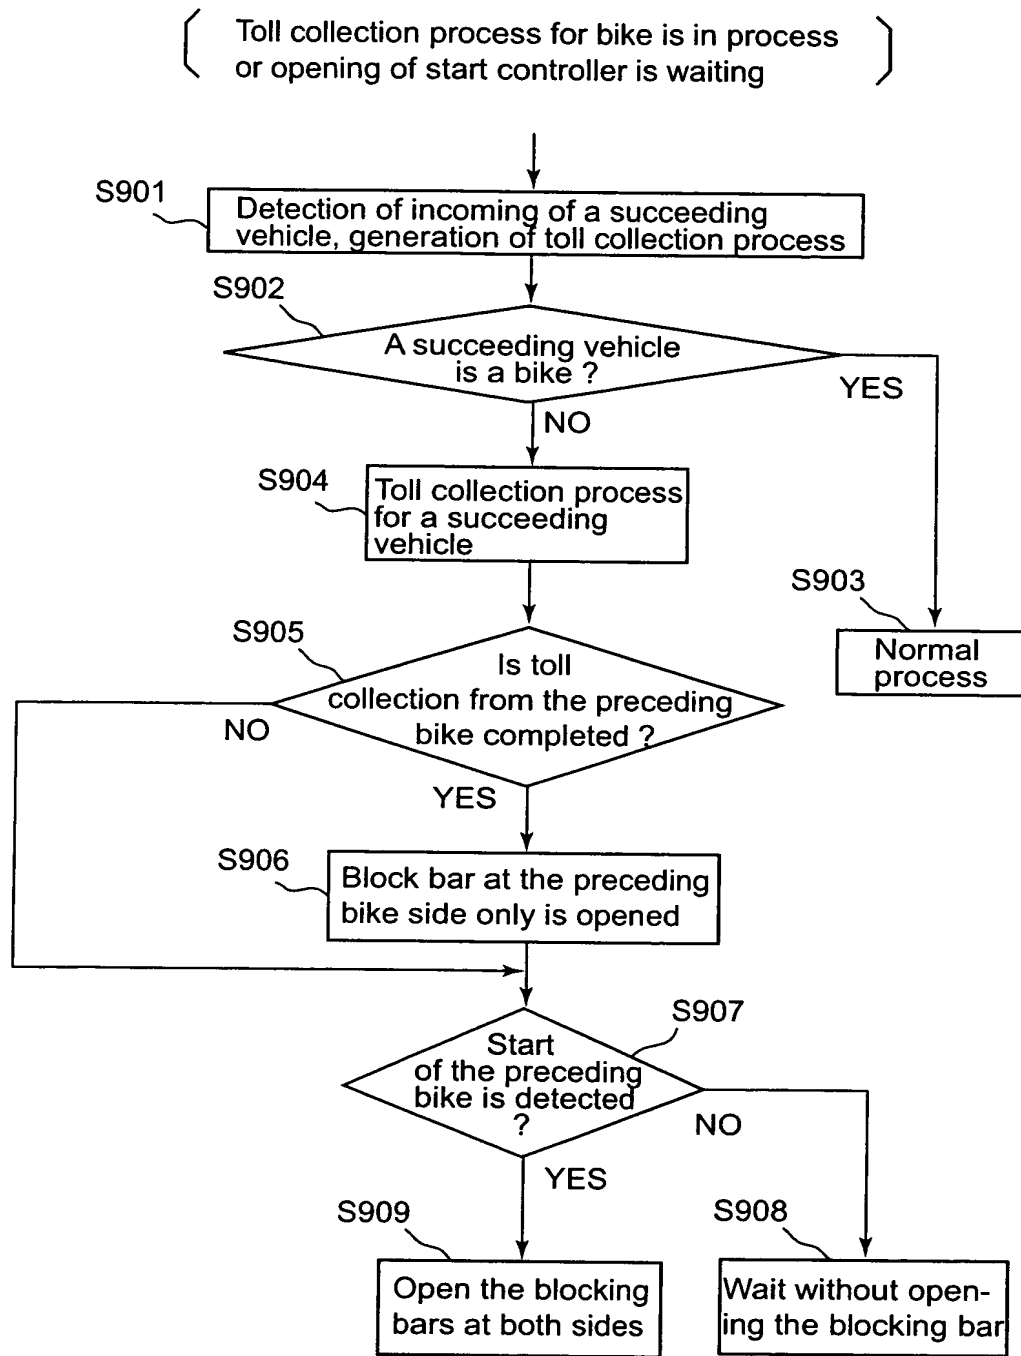 Toll collection process for bike is in process
or opening of start controller is waiting
S901
Detection of incoming of a succeeding
vehicle, generation of toll collection process
S902
A succeeding vehicle
is a bike ?
YES
NO
S904
Toll collection process
for a succeeding
vehicle
S903
Normal
process
S905
Is toll
collection from the preceding
bike completed ?
NO
YES
S906
Block bar at the preceding
bike side only is opened
S907
Start
of the preceding
bike is detected
?
NO
YES
S909
Open the blocking
bars at both sides
S908
Wait without open-
ing the blocking bar